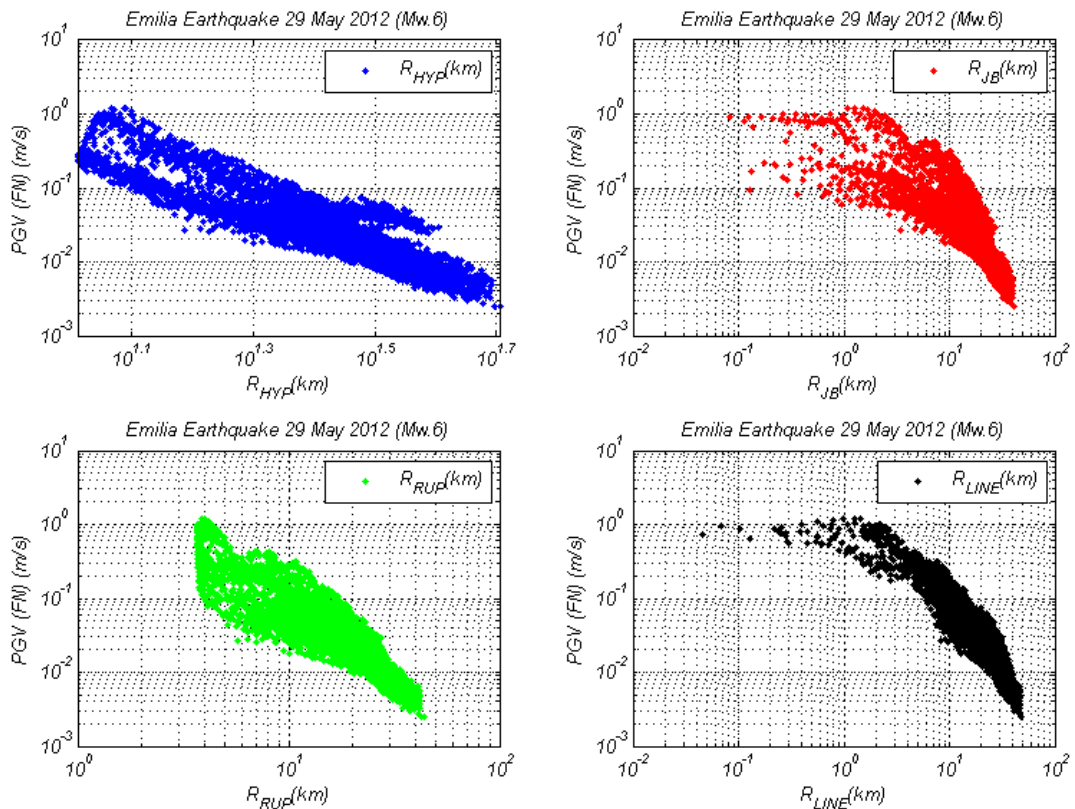 Emilia Earthquake 29 May 2012 (Mw.6)
10^1
10^0
10^-1
10^-2
10^-3
PGV (FN) (m/s)
R_HYP(km)
10^1.1
10^1.3
10^1.5
10^1.7
R_HYP(km)
Emilia Earthquake 29 May 2012 (Mw.6)
10^1
10^0
10^-1
10^-2
10^-3
PGV (FN) (m/s)
R_JB(km)
10^-2
10^-1
10^0
10^1
10^2
R_JB(km)
Emilia Earthquake 29 May 2012 (Mw.6)
10^1
10^0
10^-1
10^-2
10^-3
PGV (FN) (m/s)
R_RUP(km)
10^0
10^1
10^2
R_RUP(km)
Emilia Earthquake 29 May 2012 (Mw.6)
10^1
10^0
10^-1
10^-2
10^-3
PGV (FN) (m/s)
R_LINE(km)
10^-2
10^-1
10^0
10^1
10^2
R_LINE(km)